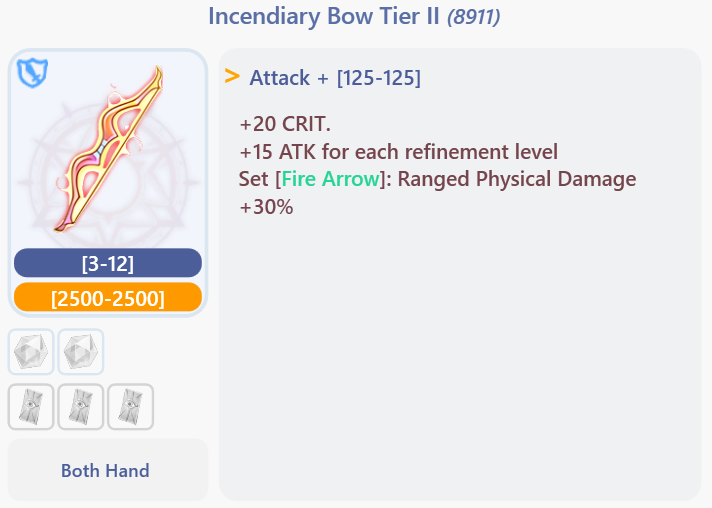 Incendiary Bow Tier II (8911)
> Attack + [125-125]
+20 CRIT.
+15 ATK for each refinement level
Set [Fire Arrow]: Ranged Physical Damage
+30%
[3-12]
[2500-2500]
Both Hand